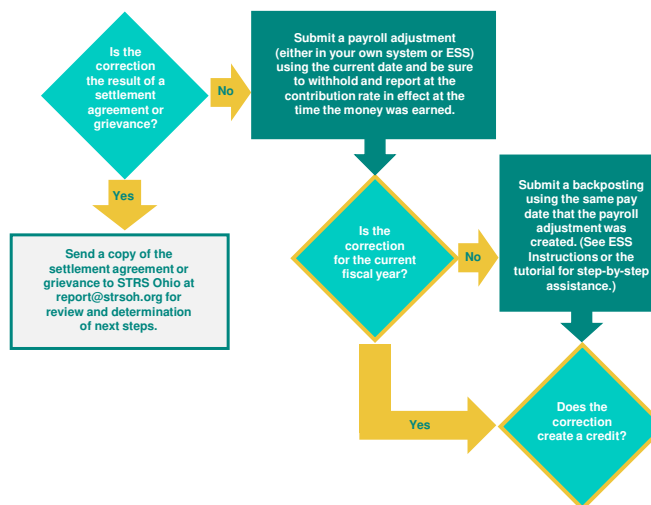 Is the
correction
the result of a
settlement
agreement or
grievance?
No
Submit a payroll adjustment
(either in your own system or ESS)
using the current date and be sure
to withhold and report at the
contribution rate in effect at the
time the money was earned.
Yes
Send a copy of the
settlement agreement or
grievance to STRS Ohio at
report@strsoh.org for
review and determination
of next steps.
Is the
correction
for the current
fiscal year?
No
Submit a backposting
using the same pay
date that the payroll
adjustment was
created. (See ESS
Instructions or the
tutorial for step-by-step
assistance.)
Yes
Does the
correction
create a credit?